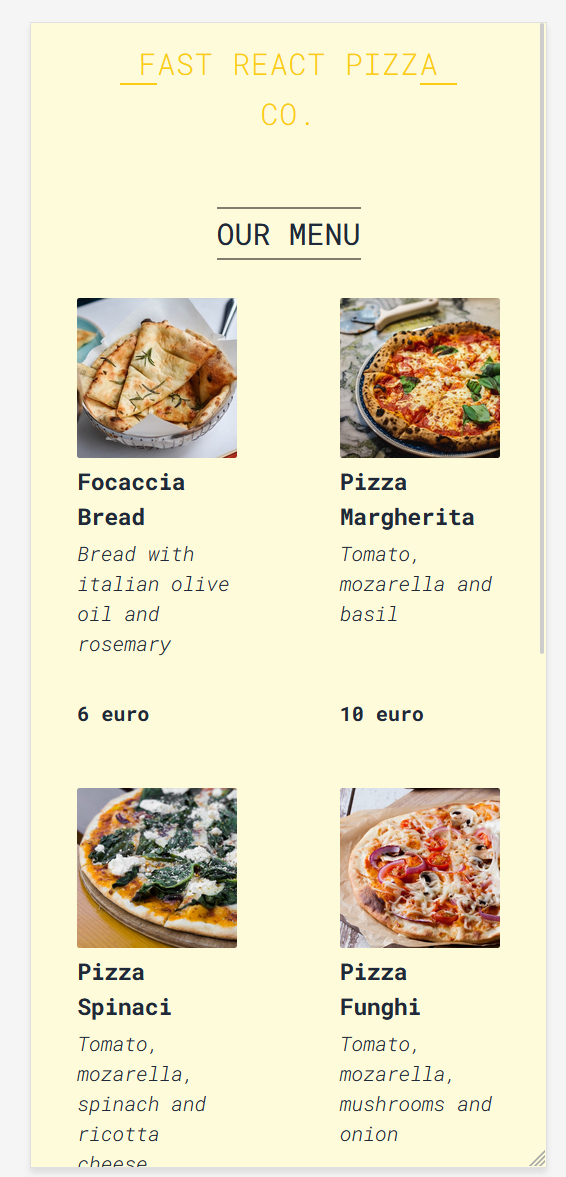 FAST REACT PIZZA
CO.
OUR MENU
Focaccia
Bread
Bread with
italian olive
oil and
rosemary
6 euro
Pizza
Margherita
Tomato,
mozarella and
basil
10 euro
Pizza
Spinaci
Tomato,
mozarella,
spinach and
ricotta
cheese
Pizza
Funghi
Tomato,
mozarella,
mushrooms and
onion